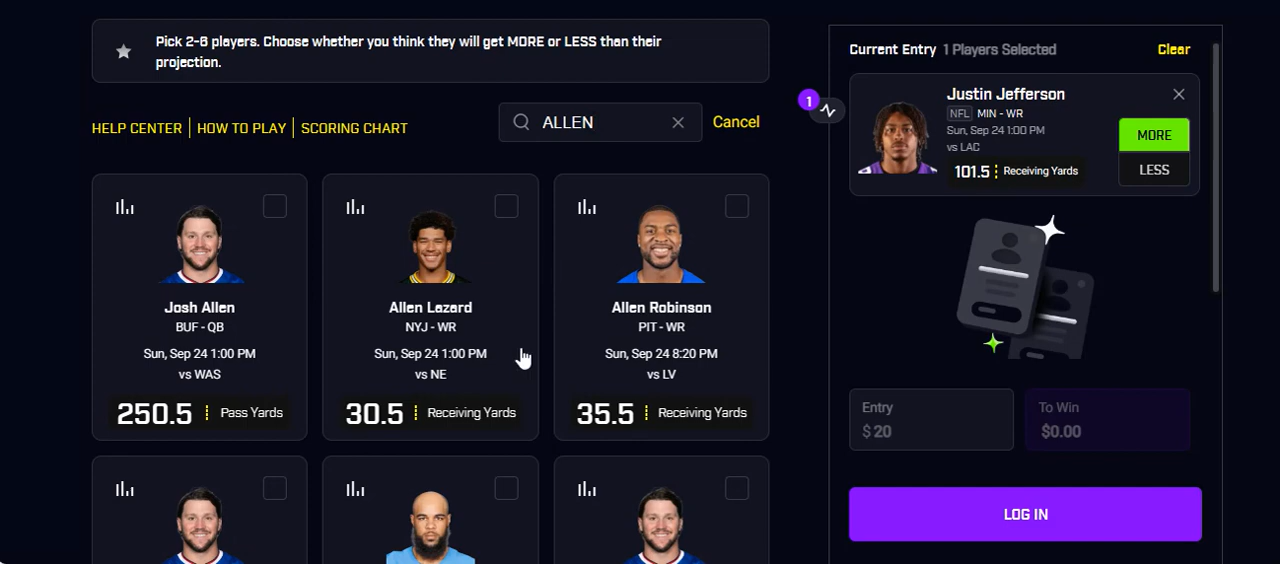 Pick 2-6 players. Choose whether you think they will get MORE or LESS than their
projection.
HELP CENTER | HOW TO PLAY | SCORING CHART
ALLEN
Cancel
Josh Allen
BUF - QB
Sun, Sep 24 1:00 PM
vs WAS
250.5 Pass Yards
Allen Lazard
NYJ - WR
Sun, Sep 24 1:00 PM
vs NE
30.5 Receiving Yards
Allen Robinson
PIT - WR
Sun, Sep 24 8:20 PM
vs LV
35.5 Receiving Yards
Current Entry 1 Players Selected
Clear
1
Justin Jefferson
NFL MIN - WR
Sun, Sep 24 1:00 PM
vs LAC
101.5 Receiving Yards
MORE
LESS
Entry
$ 20
To Win
$0.00
LOG IN